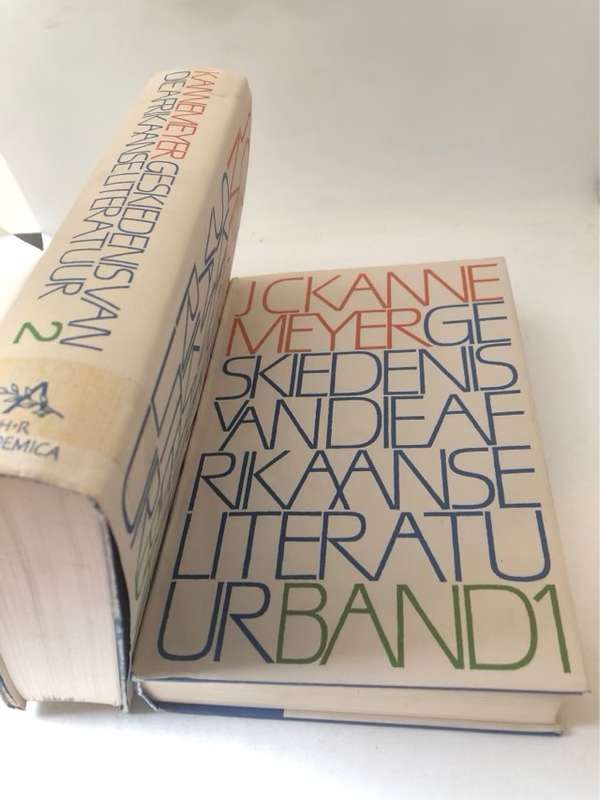 KANNEMEYER GESKIEDENIS VAN
DIE AFRIKAANSE LITERATUUR 2
H·R
DEMICA
J C KANNE
MEYER GE
SKIEDENIS
VAN DIE AF
RIKAANSE
LITERATU
UR BAND 1